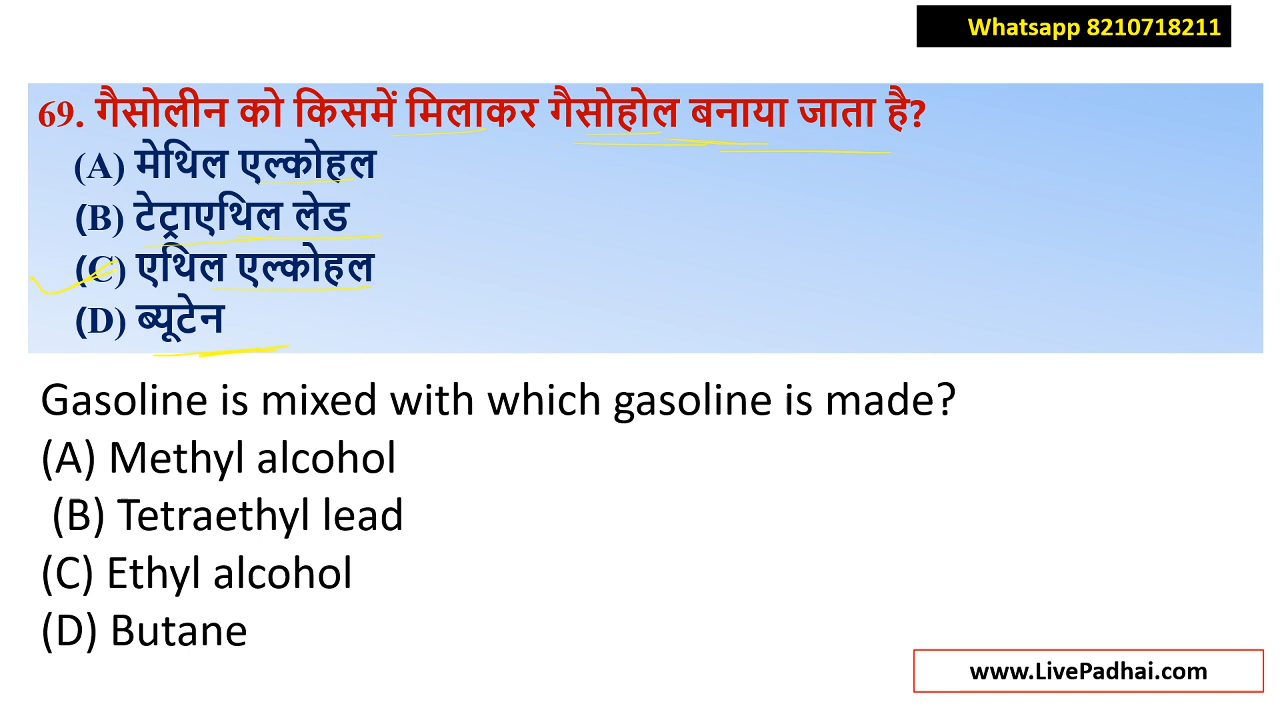 Whatsapp 8210718211
69. गैसोलीन को किसमें मिलाकर गैसोहोल बनाया जाता है?
(A) मेथिल एल्कोहल
(B) टेट्राएथिल लेड
(C) एथिल एल्कोहल
(D) ब्यूटेन
Gasoline is mixed with which gasoline is made?
(A) Methyl alcohol
(B) Tetraethyl lead
(C) Ethyl alcohol
(D) Butane
www.LivePadhai.com